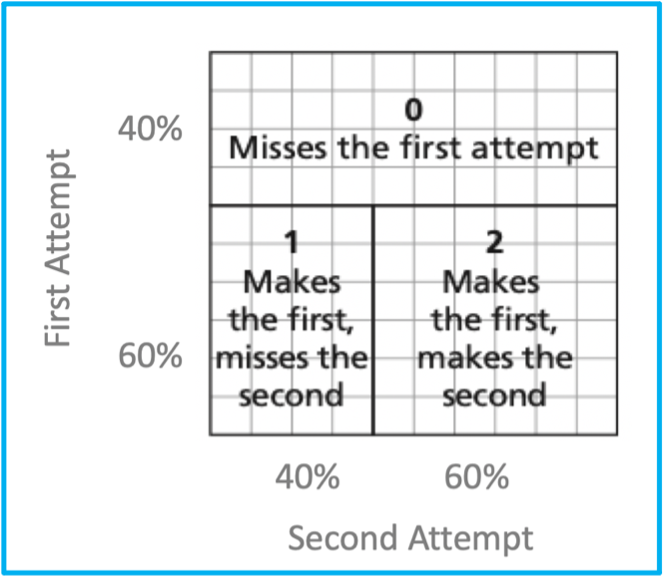 0
40%
Misses the first attempt
First Attempt
1
Makes
the first,
misses the
second
2
Makes
the first,
makes the
second
60%
40%
60%
Second Attempt